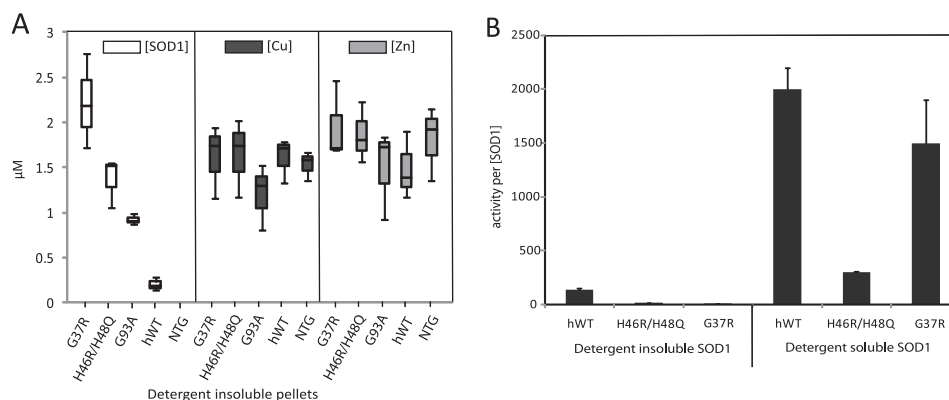 A
[SOD1]
[Cu]
[Zn]
3
2.5
2
1.5
1
0.5
0
µM
G37R
H46R/H48Q
G93A
hWT
NTG
G37R
H46R/H48Q
G93A
hWT
NTG
G37R
H46R/H48Q
G93A
hWT
NTG
Detergent insoluble pellets
B
2500
2000
1500
1000
500
0
activity per [SOD1]
hWT H46R/H48Q G37R hWT H46R/H48Q G37R
Detergent insoluble SOD1 Detergent soluble SOD1